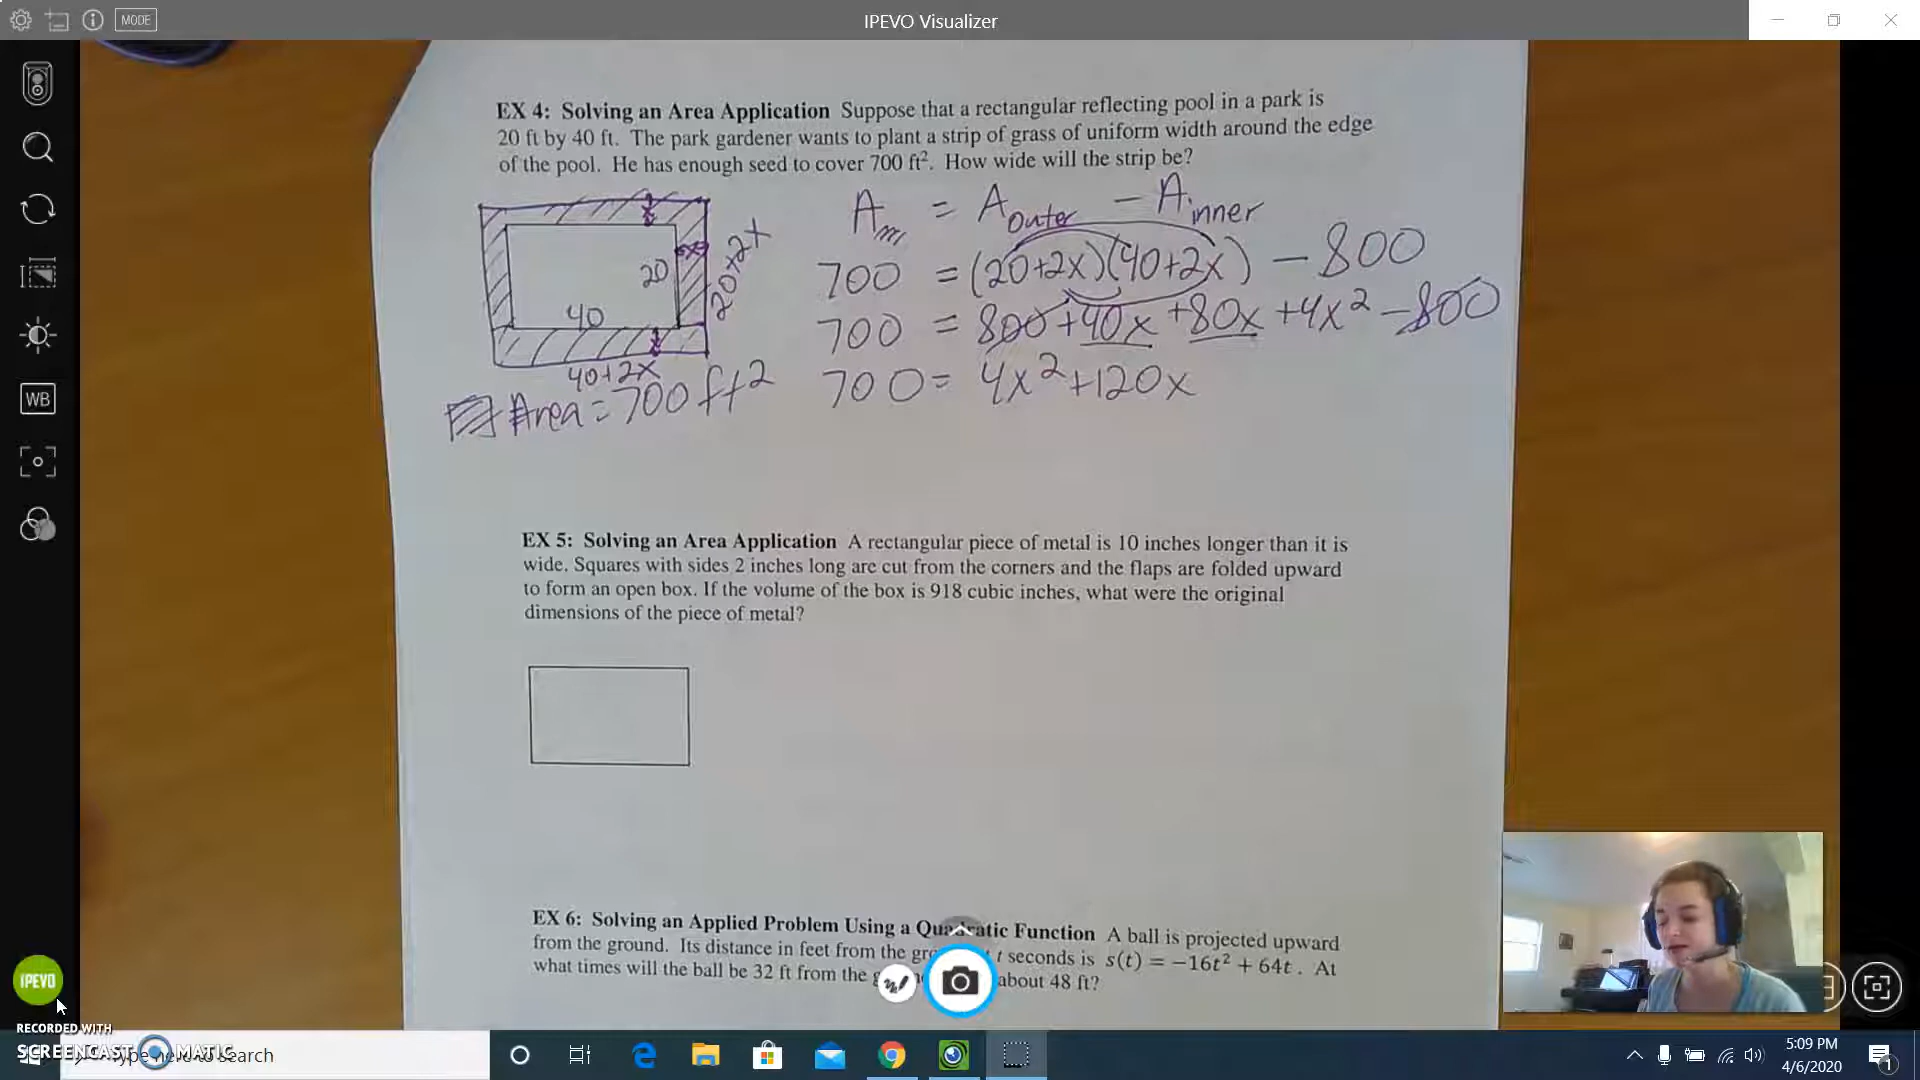 MODE
IPEVO Visualizer
EX 4: Solving an Area Application Suppose that a rectangular reflecting pool in a park is
20 ft by 40 ft. The park gardener wants to plant a strip of grass of uniform width around the edge
of the pool. He has enough seed to cover 700 ft². How wide will the strip be?
A = A outer - A inner
20
40
20+2x
40+2x
Area = 700 ft²
700 = (20+2x)(40+2x) - 800
700 = 800 + 40x + 80x + 4x² - 800
700 = 4x² + 120x
WB
EX 5: Solving an Area Application A rectangular piece of metal is 10 inches longer than it is
wide. Squares with sides 2 inches long are cut from the corners and the flaps are folded upward
to form an open box. If the volume of the box is 918 cubic inches, what were the original
dimensions of the piece of metal?
EX 6: Solving an Applied Problem Using a Quadratic Function A ball is projected upward
from the ground. Its distance in feet from the t seconds is s(t) = −16t² + 64t. At
what times will the ball be 32 ft from the about 48 ft?
IPEVO
RECORDED WITH
SCREENCAST MATIC
search
5:09 PM
4/6/2020
1